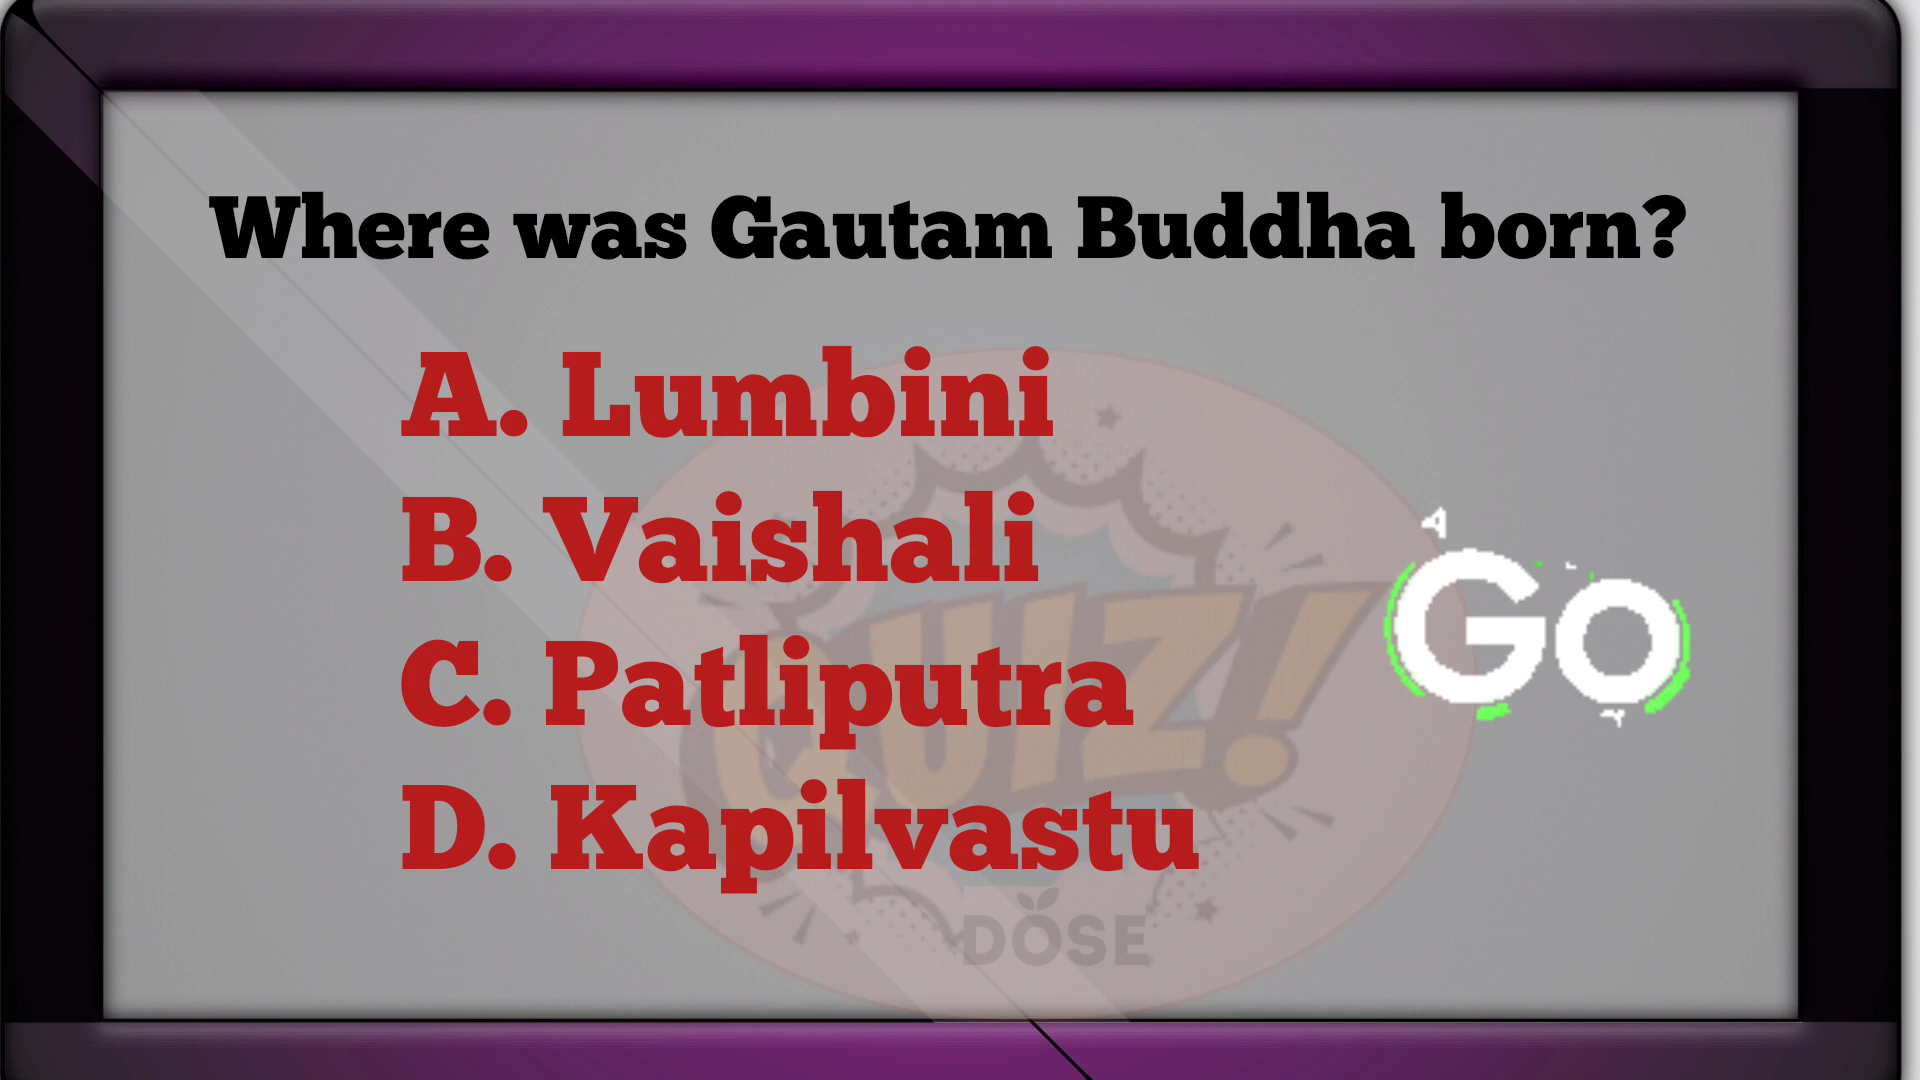 Where was Gautam Buddha born?
A. Lumbini
B. Vaishali
C. Patliputra
D. Kapilvastu
GO
QUIZ!
DOSE